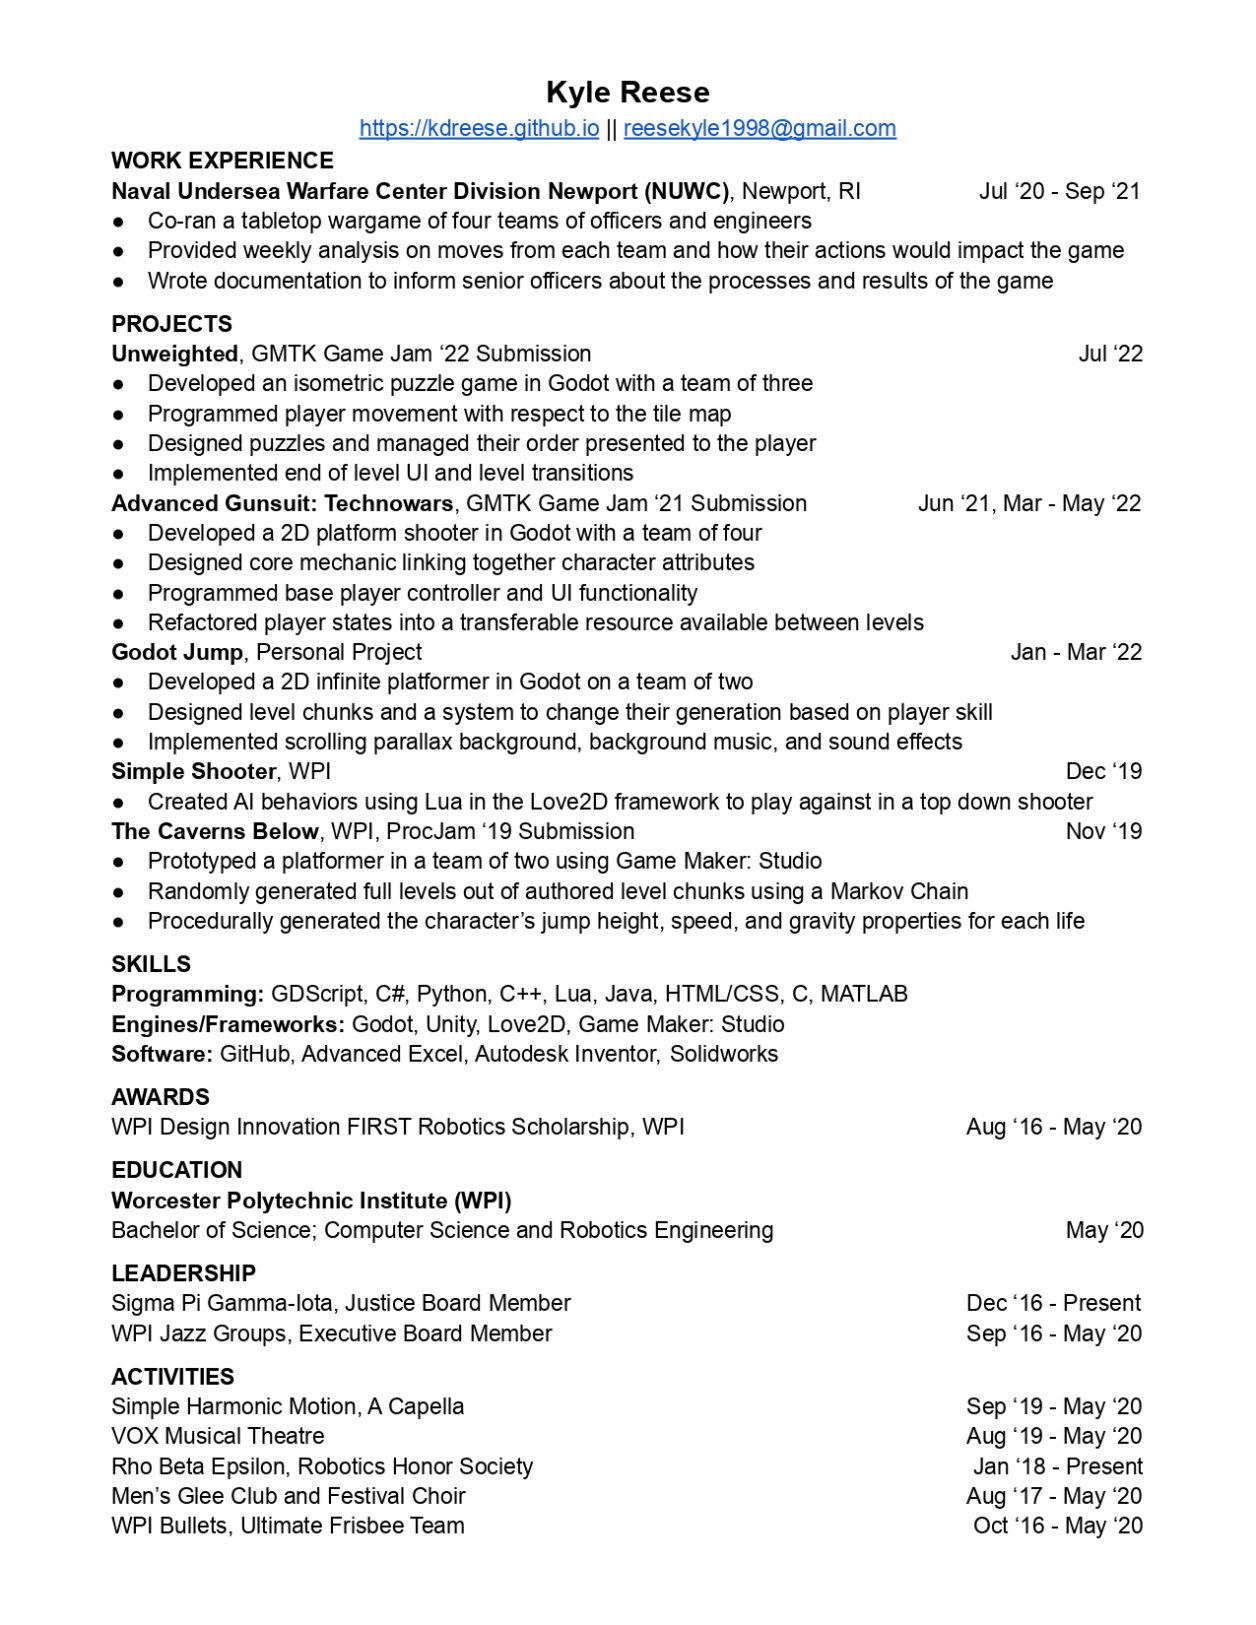 Kyle Reese
https://kdreese.github.io || reesekyle1998@gmail.com
WORK EXPERIENCE
Naval Undersea Warfare Center Division Newport (NUWC), Newport, RI Jul ‘20 - Sep ‘21
● Co-ran a tabletop wargame of four teams of officers and engineers
● Provided weekly analysis on moves from each team and how their actions would impact the game
● Wrote documentation to inform senior officers about the processes and results of the game
PROJECTS
Unweighted, GMTK Game Jam ‘22 Submission Jul ‘22
● Developed an isometric puzzle game in Godot with a team of three
● Programmed player movement with respect to the tile map
● Designed puzzles and managed their order presented to the player
● Implemented end of level UI and level transitions
Advanced Gunsuit: Technowars, GMTK Game Jam ‘21 Submission Jun ‘21, Mar - May ‘22
● Developed a 2D platform shooter in Godot with a team of four
● Designed core mechanic linking together character attributes
● Programmed base player controller and UI functionality
● Refactored player states into a transferable resource available between levels
Godot Jump, Personal Project Jan - Mar ‘22
● Developed a 2D infinite platformer in Godot on a team of two
● Designed level chunks and a system to change their generation based on player skill
● Implemented scrolling parallax background, background music, and sound effects
Simple Shooter, WPI Dec ‘19
● Created AI behaviors using Lua in the Love2D framework to play against in a top down shooter
The Caverns Below, WPI, ProcJam ‘19 Submission Nov ‘19
● Prototyped a platformer in a team of two using Game Maker: Studio
● Randomly generated full levels out of authored level chunks using a Markov Chain
● Procedurally generated the character’s jump height, speed, and gravity properties for each life
SKILLS
Programming: GDScript, C#, Python, C++, Lua, Java, HTML/CSS, C, MATLAB
Engines/Frameworks: Godot, Unity, Love2D, Game Maker: Studio
Software: GitHub, Advanced Excel, Autodesk Inventor, Solidworks
AWARDS
WPI Design Innovation FIRST Robotics Scholarship, WPI Aug ‘16 - May ‘20
EDUCATION
Worcester Polytechnic Institute (WPI)
Bachelor of Science; Computer Science and Robotics Engineering May ‘20
LEADERSHIP
Sigma Pi Gamma-Iota, Justice Board Member Dec ‘16 - Present
WPI Jazz Groups, Executive Board Member Sep ‘16 - May ‘20
ACTIVITIES
Simple Harmonic Motion, A Capella Sep ‘19 - May ‘20
VOX Musical Theatre Aug ‘19 - May ‘20
Rho Beta Epsilon, Robotics Honor Society Jan ‘18 - Present
Men’s Glee Club and Festival Choir Aug ‘17 - May ‘20
WPI Bullets, Ultimate Frisbee Team Oct ‘16 - May ‘20